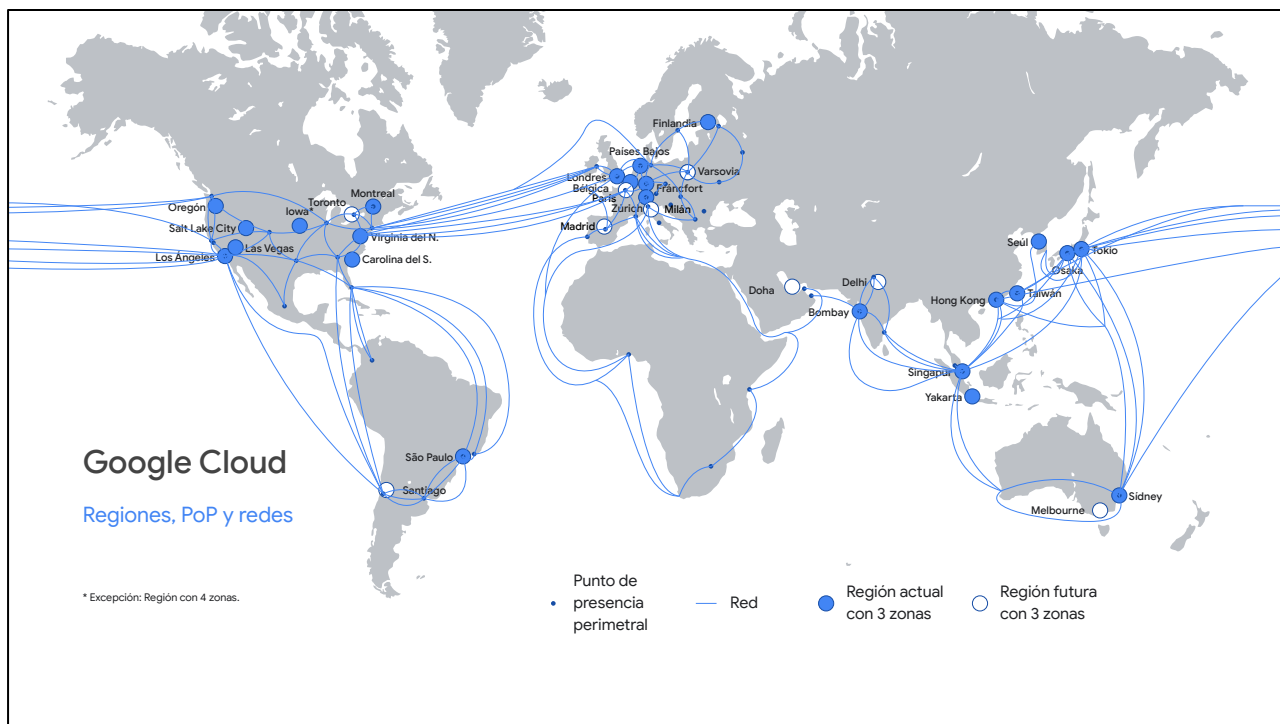 Finlandia
Países Bajos
Londres
Varsovia
Bélgica
Fráncfort
París
Zúrich
Milán
Madrid
Montreal
Toronto
Oregón
Iowa*
Salt Lake City
Virginia del N.
Las Vegas
Los Ángeles
Carolina del S.
Seúl
Tokio
Osaka
Doha
Delhi
Taiwán
Hong Kong
Bombay
Singapur
Yakarta
São Paulo
Santiago
Sídney
Melbourne
Google Cloud
Regiones, PoP y redes
* Excepción: Región con 4 zonas.
Punto de
presencia
perimetral
Red
Región actual
con 3 zonas
Región futura
con 3 zonas